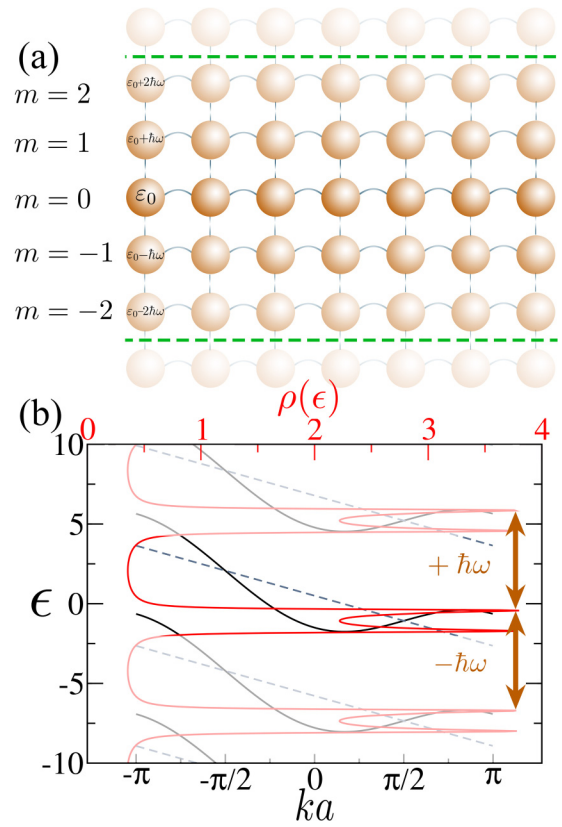 (a)
m = 2
ε₀+2ħω
m = 1
ε₀+ħω
m = 0
ε₀
m = −1
ε₀−ħω
m = −2
ε₀−2ħω
(b)
ρ(ϵ)
0 1 2 3 4
10
5
0
-5
-10
ϵ
+ ħω
−ħω
-π -π/2 0 π/2 π
ka